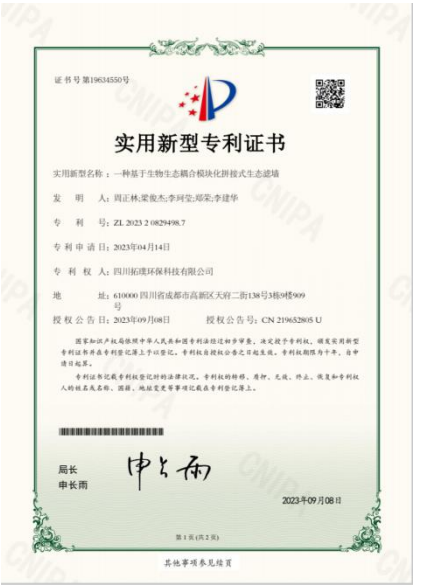 证书号第19634550号
实用新型专利证书
实用新型名称：一种基于生物生态耦合模块化拼接式生态滤墙
发 明 人：周正林;梁俊杰;李珂莹;郑荣;李建华
专 利 号：ZL 2023 2 0829498.7
专利申请日：2023年04月14日
专 利 权 人：四川拓璞环保科技有限公司
地 址：610000 四川省成都市高新区天府二街138号3栋9楼909
号
授权公告日：2023年09月08日 授权公告号：CN 219652805 U
国家知识产权局依照中华人民共和国专利法经过初步审查，决定授予专利权，颁发实用新型
专利证书并在专利登记簿上予以登记。专利权自授权公告之日起生效。专利权期限为十年，自申
请日起算。
专利证书记载专利权登记时的法律状况。专利权的转移、质押、无效、终止、恢复和专利权
人的姓名或名称、国籍、地址变更等事项记载在专利登记簿上。
局长
申长雨
申长雨
2023年09月08日
第 1 页 (共 2 页)
其他事项参见续页
CNIPA